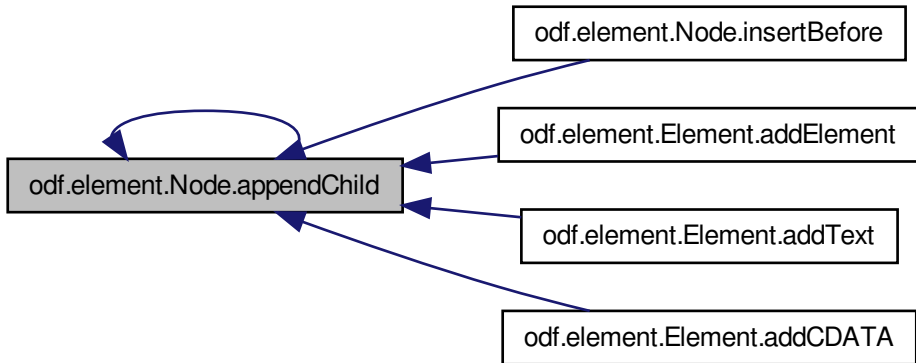 odf.element.Node.insertBefore
odf.element.Element.addElement
odf.element.Node.appendChild
odf.element.Element.addText
odf.element.Element.addCDATA